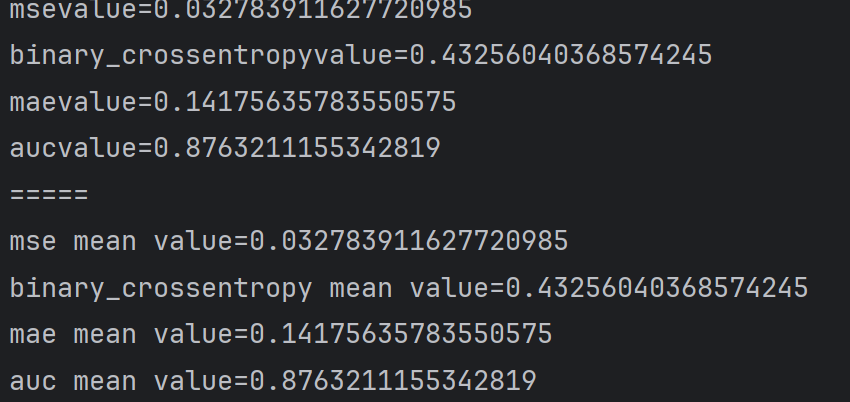 msevalue=0.032783911627720985
binary_crossentropyvalue=0.43256040368574245
maevalue=0.14175635783550575
aucvalue=0.8763211155342819
=====
mse mean value=0.032783911627720985
binary_crossentropy mean value=0.43256040368574245
mae mean value=0.14175635783550575
auc mean value=0.8763211155342819